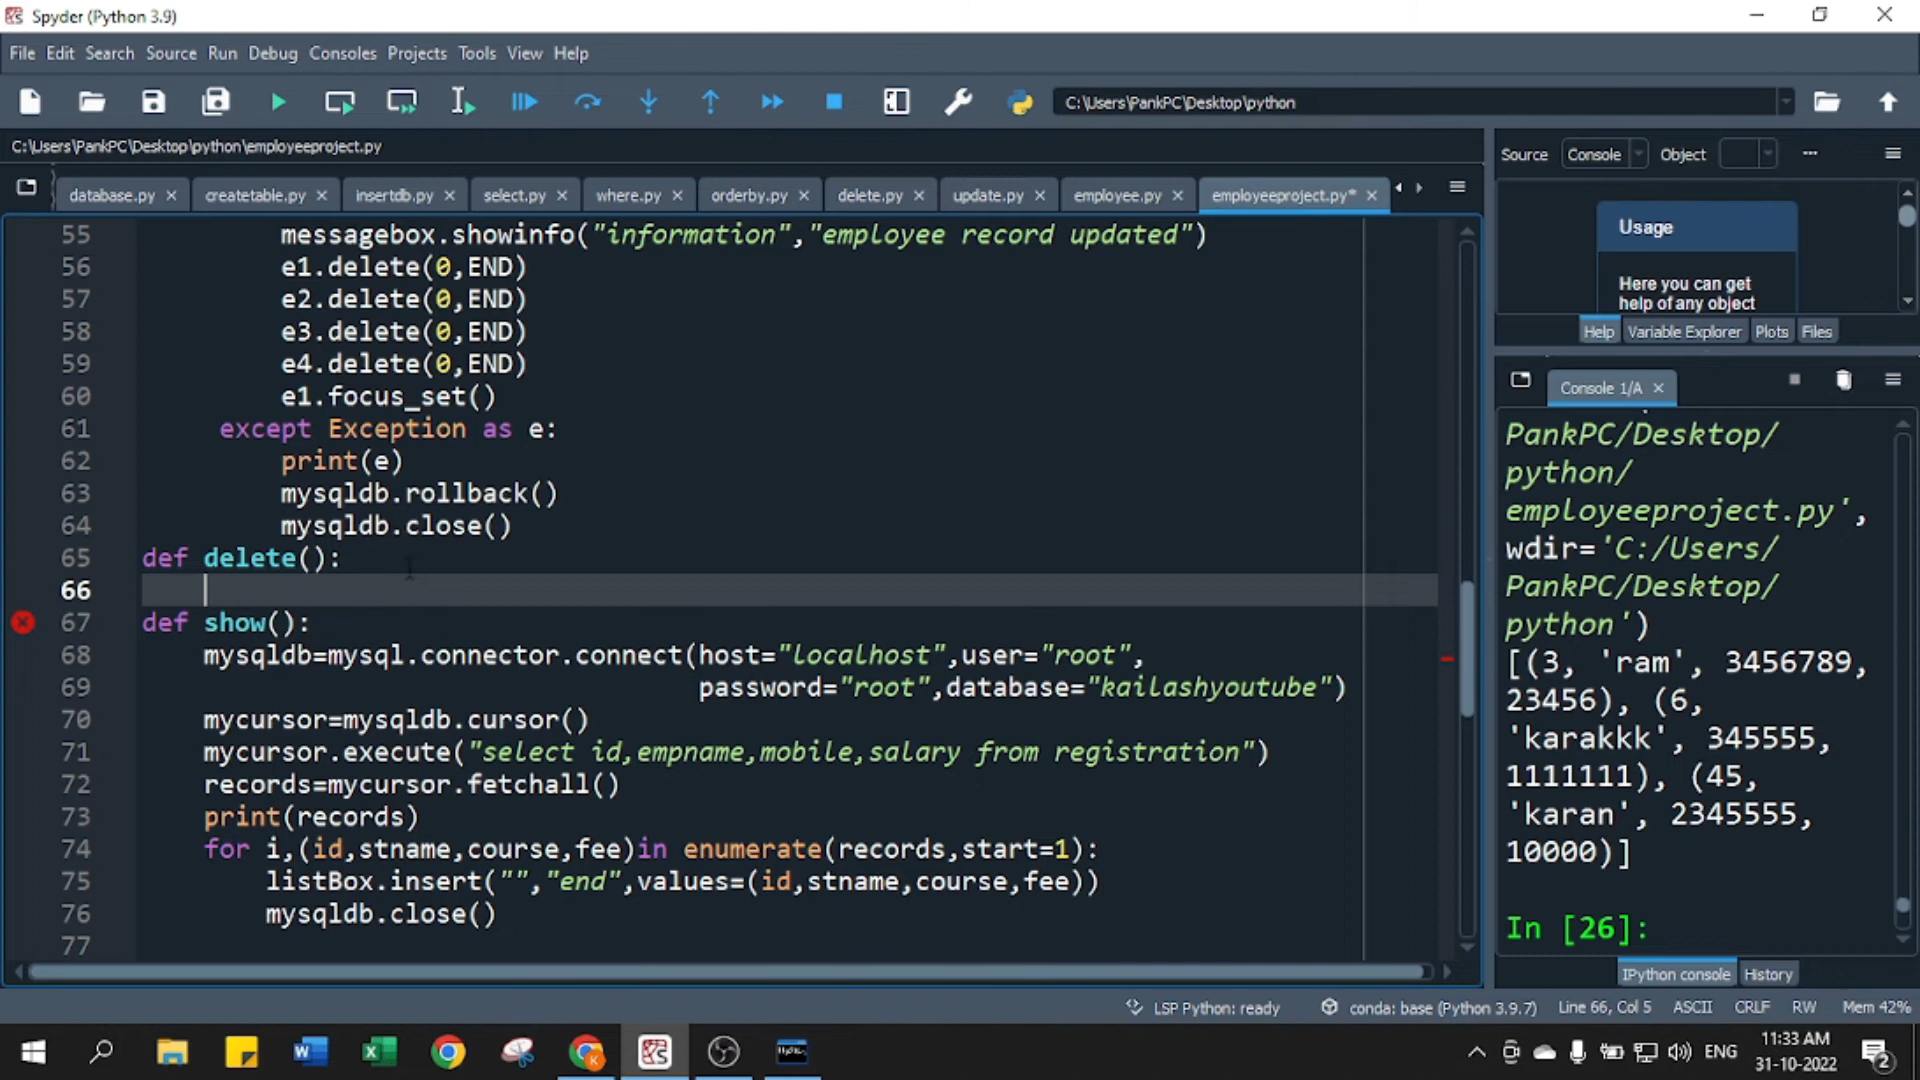 Spyder (Python 3.9)
File Edit Search Source Run Debug Consoles Projects Tools View Help
C:\Users\PankPC\Desktop\python
C:\Users\PankPC\Desktop\python\employeeproject.py
database.py createtable.py insertdb.py select.py where.py orderby.py delete.py update.py employee.py employeeproject.py*
55 messagebox.showinfo("information","employee record updated")
56 e1.delete(0,END)
57 e2.delete(0,END)
58 e3.delete(0,END)
59 e4.delete(0,END)
60 e1.focus_set()
61 except Exception as e:
62 print(e)
63 mysqldb.rollback()
64 mysqldb.close()
65 def delete():
66
67 def show():
68 mysqldb=mysql.connector.connect(host="localhost",user="root",
69 password="root",database="kailashyoutube")
70 mycursor=mysqldb.cursor()
71 mycursor.execute("select id,empname,mobile,salary from registration")
72 records=mycursor.fetchall()
73 print(records)
74 for i,(id,stname,course,fee)in enumerate(records,start=1):
75 listBox.insert("","end",values=(id,stname,course,fee))
76 mysqldb.close()
77
Source Console Object
Usage
Here you can get
help of any object
Help Variable Explorer Plots Files
Console 1/A
PankPC/Desktop/
python/
employeeproject.py',
wdir='C:/Users/
PankPC/Desktop/
python')
[(3, 'ram', 3456789,
23456), (6,
'karakkk', 345555,
1111111), (45,
'karan', 2345555,
10000)]
In [26]:
IPython console History
LSP Python: ready conda: base (Python 3.9.7) Line 66, Col 5 ASCII CRLF RW Mem 42%
ENG
11:33 AM
31-10-2022
2